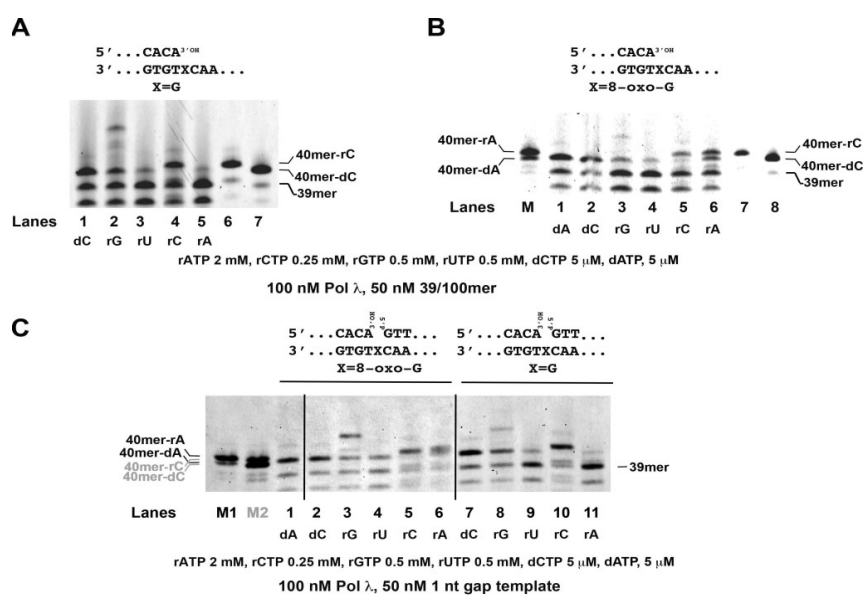 A
5′...CACA3′OH
3′...GTGTXCAA...
X=G
40mer-rC
40mer-dC
39mer
Lanes 1 2 3 4 5 6 7
dC rG rU rC rA
B
5′...CACA3′OH
3′...GTGTXCAA...
X=8-oxo-G
40mer-rA
40mer-dA
40mer-rC
40mer-dC
39mer
Lanes M 1 2 3 4 5 6 7 8
dA dC rG rU rC rA
rATP 2 mM, rCTP 0.25 mM, rGTP 0.5 mM, rUTP 0.5 mM, dCTP 5 μM, dATP, 5 μM
100 nM Pol λ, 50 nM 39/100mer
C
5′...CACA HO.′3 5′-P GTT...
3′...GTGTXCAA...
X=8-oxo-G
5′...CACA HO.′3 5′-P GTT...
3′...GTGTXCAA...
X=G
40mer-rA
40mer-dA
40mer-rC
40mer-dC
39mer
Lanes M1 M2 1 2 3 4 5 6 7 8 9 10 11
dA dC rG rU rC rA dC rG rU rC rA
rATP 2 mM, rCTP 0.25 mM, rGTP 0.5 mM, rUTP 0.5 mM, dCTP 5 μM, dATP, 5 μM
100 nM Pol λ, 50 nM 1 nt gap template